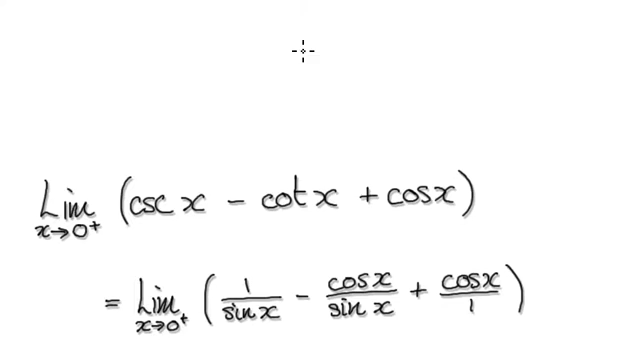 Lim x→0⁺ (csc x - cot x + cos x)
= Lim x→0⁺ (1/sin x - cos x/sin x + cos x/1)